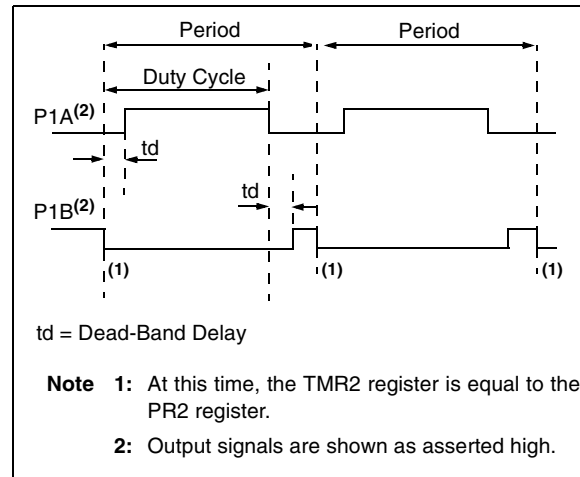 Period Period
Duty Cycle
P1A(2)
td
td
P1B(2)
(1) (1) (1)
td = Dead-Band Delay
Note 1: At this time, the TMR2 register is equal to the
PR2 register.
2: Output signals are shown as asserted high.